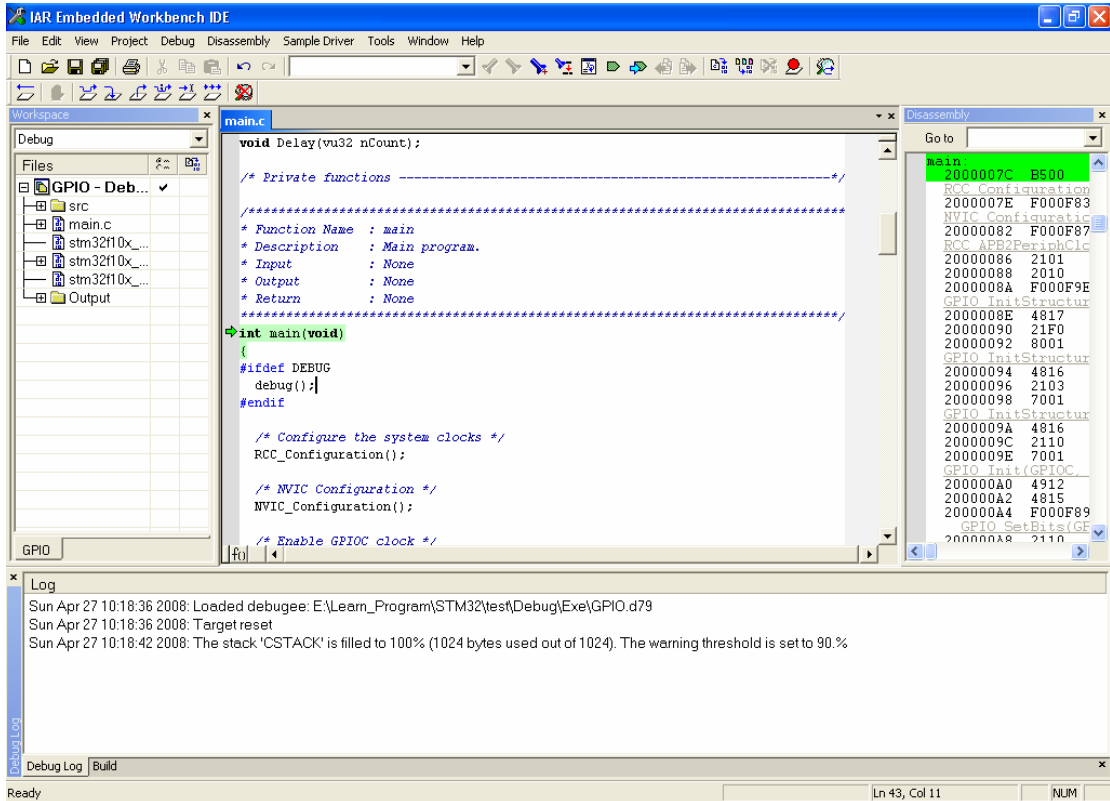 IAR Embedded Workbench IDE
File Edit View Project Debug Disassembly Sample Driver Tools Window Help
Workspace
Debug
Files
GPIO - Deb...
src
main.c
stm32f10x_...
stm32f10x_...
stm32f10x_...
Output
GPIO
main.c
void Delay(vu32 nCount);
/* Private functions ---------------------------------------------------------*/
/*******************************************************************************
* Function Name : main
* Description : Main program.
* Input : None
* Output : None
* Return : None
*******************************************************************************/
int main(void)
{
#ifdef DEBUG
debug();
#endif
/* Configure the system clocks */
RCC_Configuration();
/* NVIC Configuration */
NVIC_Configuration();
/* Enable GPIOC clock */
f()
Disassembly
Go to
main:
2000007C B500
RCC_Configuration
2000007E F000F83
NVIC_Configuratic
20000082 F000F87
RCC_APB2PeriphClc
20000086 2101
20000088 2010
2000008A F000F9E
GPIO_InitStructur
2000008E 4817
20000090 21F0
20000092 8001
GPIO_InitStructur
20000094 4816
20000096 2103
20000098 7001
GPIO_InitStructur
2000009A 4816
2000009C 2110
2000009E 7001
GPIO_Init(GPIOC,
200000A0 4912
200000A2 4815
200000A4 F000F89
GPIO_SetBits(GP
200000A8 2110
Log
Sun Apr 27 10:18:36 2008: Loaded debugee: E:\Learn_Program\STM32\test\Debug\Exe\GPIO.d79
Sun Apr 27 10:18:36 2008: Target reset
Sun Apr 27 10:18:42 2008: The stack 'CSTACK' is filled to 100% (1024 bytes used out of 1024). The warning threshold is set to 90.%
Debug Log
Debug Log Build
Ready Ln 43, Col 11 NUM